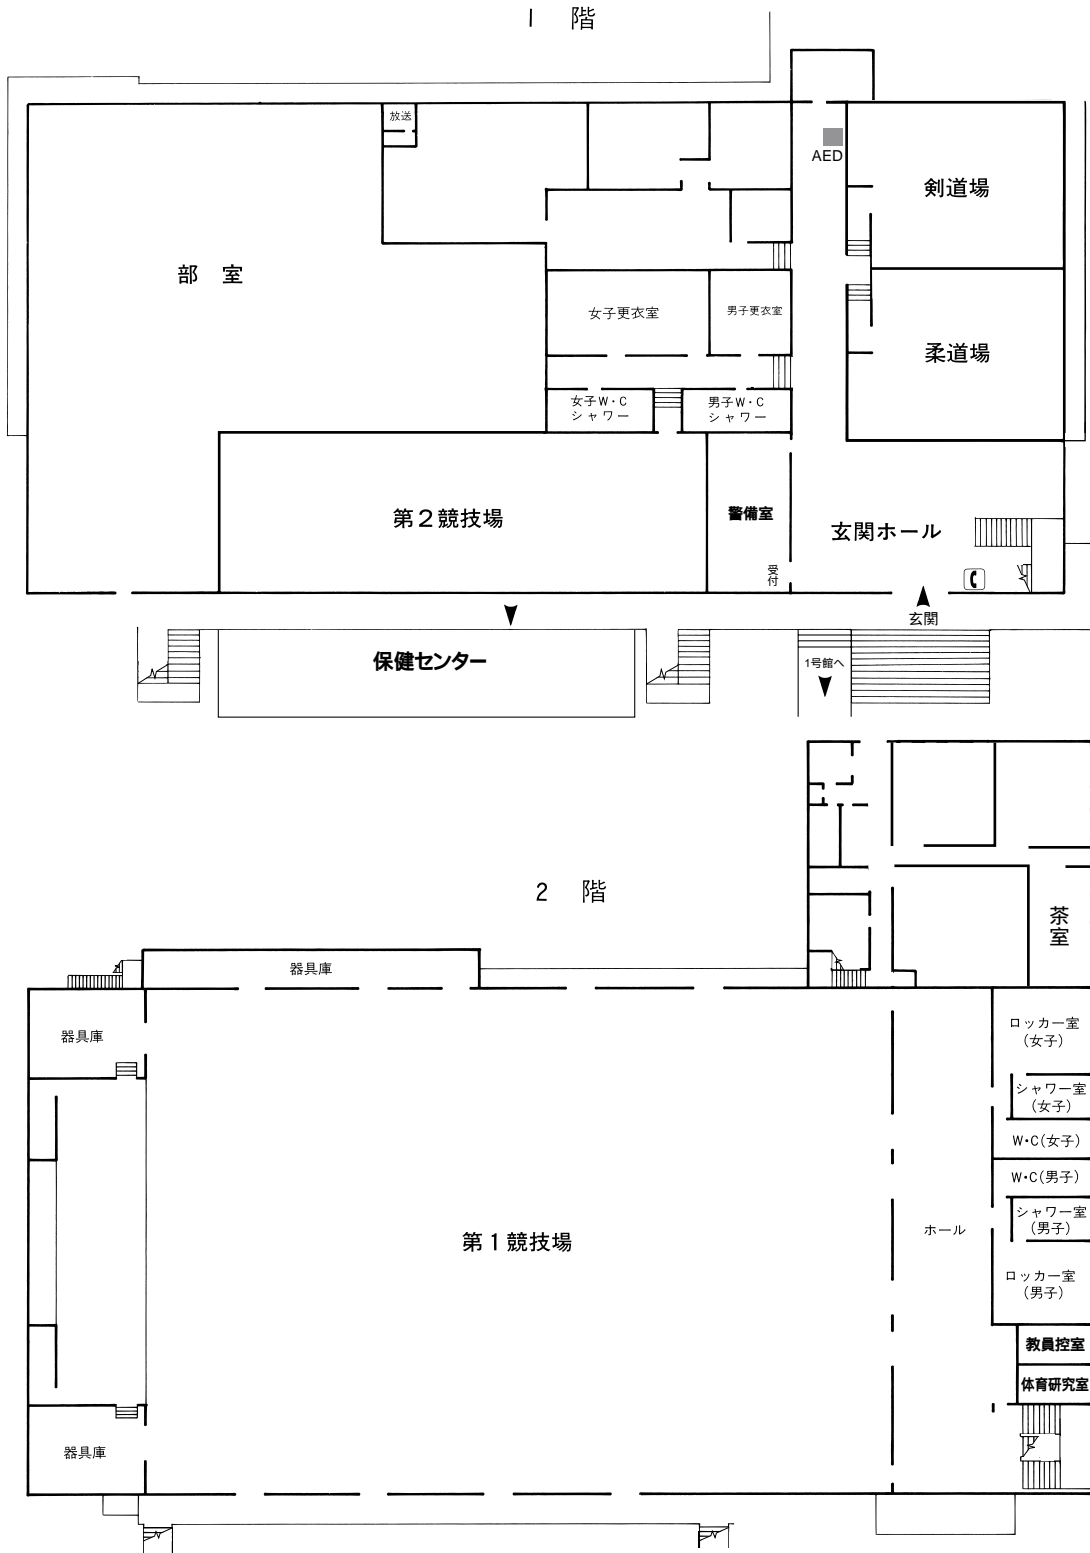 1 階
放送
AED
剣道場
部 室
女子更衣室
男子更衣室
柔道場
女子W・C
シャワー
男子W・C
シャワー
第2競技場
警備室
受付
玄関ホール
玄関
保健センター
1号館へ
2 階
茶室
器具庫
器具庫
ロッカー室
(女子)
シャワー室
(女子)
W・C(女子)
W・C(男子)
シャワー室
(男子)
ホール
第1競技場
ロッカー室
(男子)
教員控室
体育研究室
器具庫